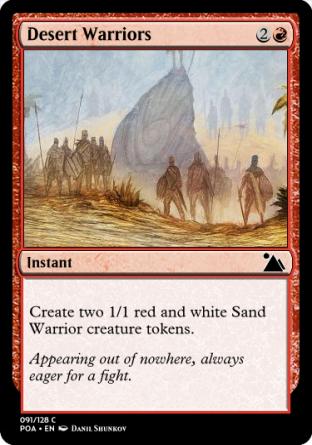 Desert Warriors 2
Instant
Create two 1/1 red and white Sand
Warrior creature tokens.
Appearing out of nowhere, always
eager for a fight.
091/128 C
POA • EN Danil Shunkov